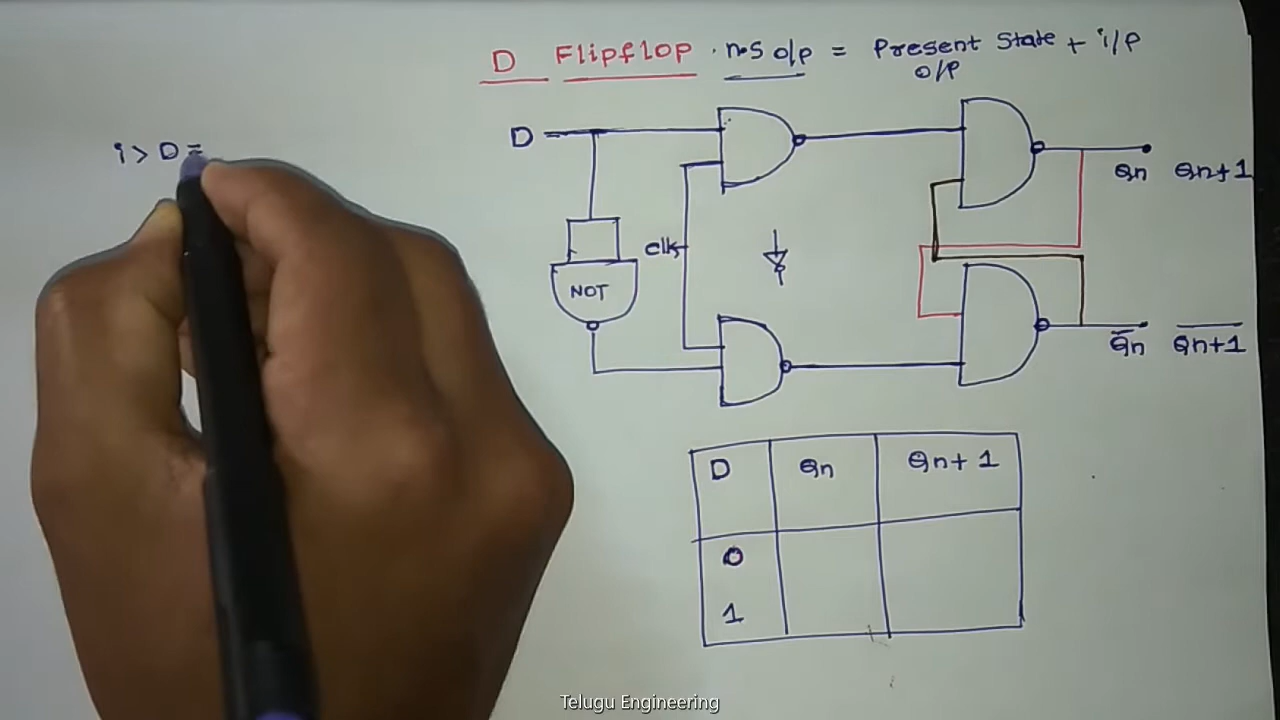 D Flipflop . n.s o/p = Present State + i/p
o/p
i> D =
D
Qn Qn+1
clk
NOT
Q̅n̅ Q̅n̅+̅1̅
D Qn Qn+1
0
1
Telugu Engineering